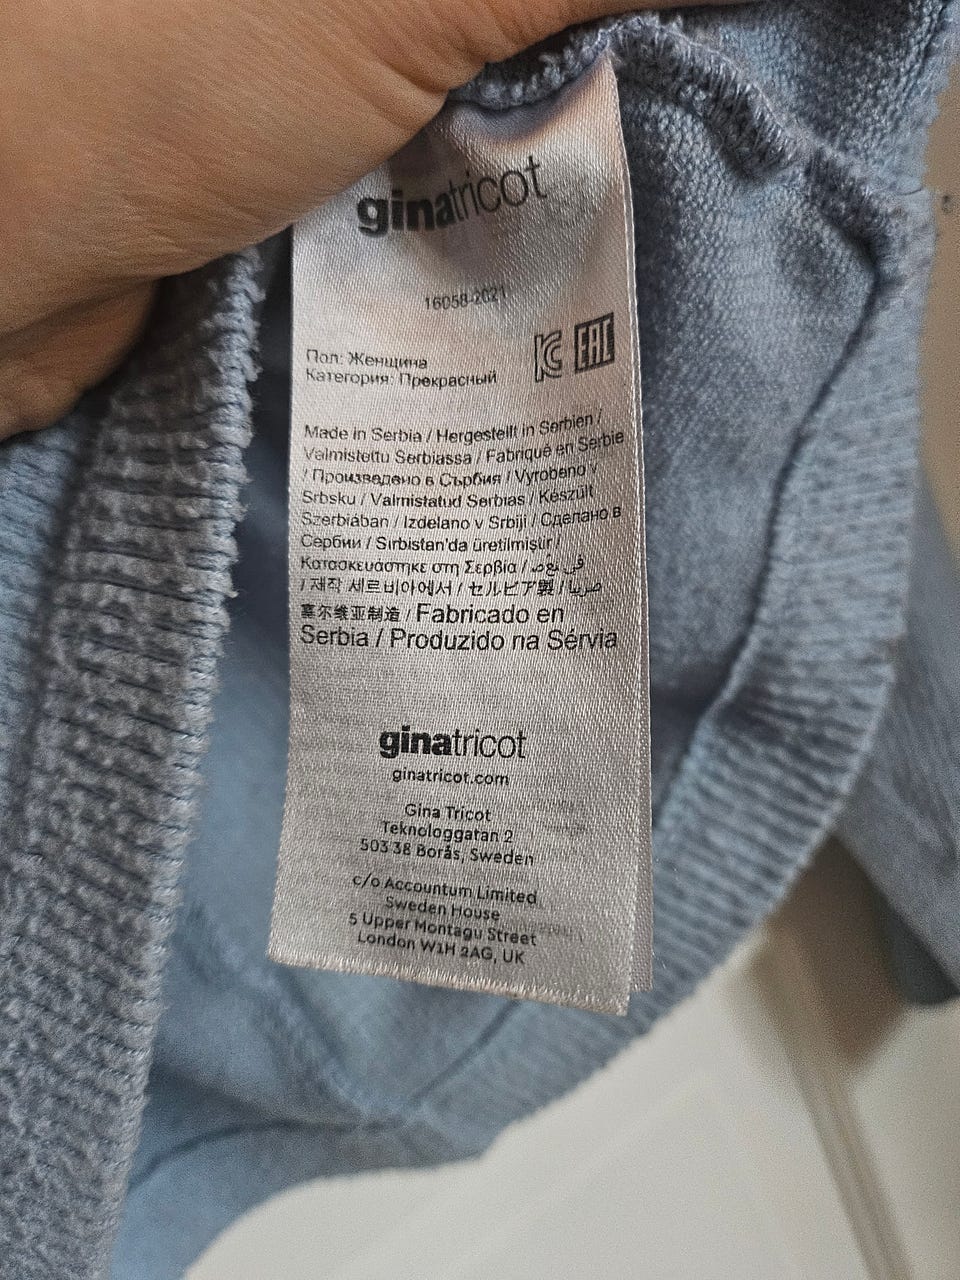 ginatricot
16058-2021
Пол: Женщина
Категория: Прекрасный
EAC
Made in Serbia / Hergestellt in Serbien /
Valmistettu Serbiassa / Fabriqué en Serbie
/ Произведено в Сърбия / Vyrobeno v
Srbsku / Valmistatud Serbias / Készült
Szerbiában / Izdelano v Srbiji / Сделано в
Сербии / Sırbistan'da üretilmiştir /
Κατασκευάστηκε στη Σερβία / في
/ 제작 세르비아에서 / セルビア製 / صربيا
塞尔维亚制造 / Fabricado en
Serbia / Produzido na Sérvia
ginatricot
ginatricot.com
Gina Tricot
Teknologgatan 2
503 38 Borås, Sweden
c/o Accountum Limited
Sweden House
5 Upper Montagu Street
London W1H 2AG, UK